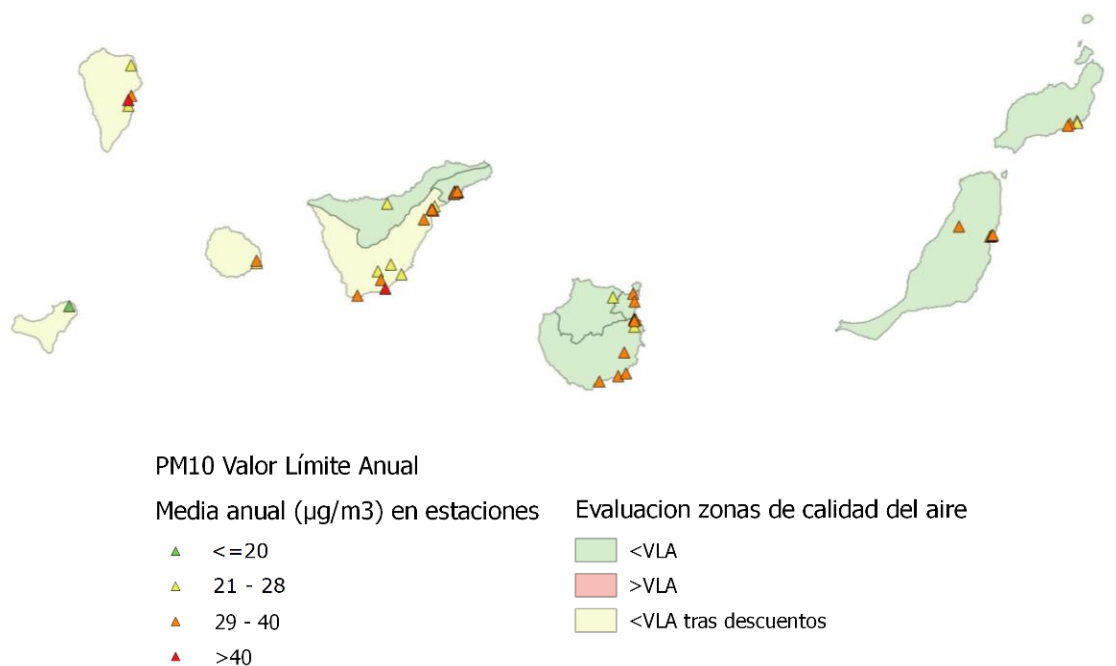 PM10 Valor Límite Anual
Media anual (µg/m3) en estaciones
<=20
21 - 28
29 - 40
>40
Evaluacion zonas de calidad del aire
<VLA
>VLA
<VLA tras descuentos